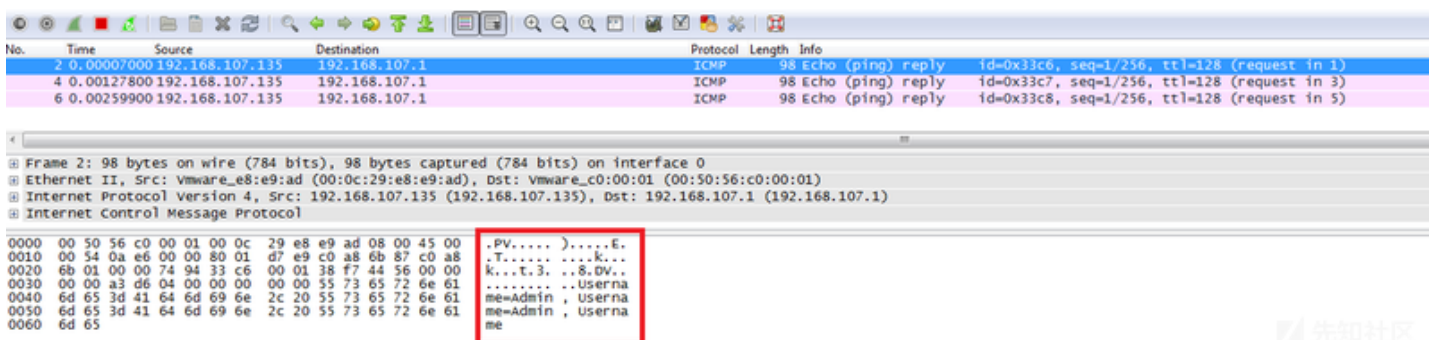 No. Time Source Destination Protocol Length Info
2 0.00007000 192.168.107.135 192.168.107.1 ICMP 98 Echo (ping) reply id=0x33c6, seq=1/256, ttl=128 (request in 1)
4 0.00127800 192.168.107.135 192.168.107.1 ICMP 98 Echo (ping) reply id=0x33c7, seq=1/256, ttl=128 (request in 3)
6 0.00259900 192.168.107.135 192.168.107.1 ICMP 98 Echo (ping) reply id=0x33c8, seq=1/256, ttl=128 (request in 5)
Frame 2: 98 bytes on wire (784 bits), 98 bytes captured (784 bits) on interface 0
Ethernet II, Src: Vmware_e8:e9:ad (00:0c:29:e8:e9:ad), Dst: Vmware_c0:00:01 (00:50:56:c0:00:01)
Internet Protocol Version 4, Src: 192.168.107.135 (192.168.107.135), Dst: 192.168.107.1 (192.168.107.1)
Internet Control Message Protocol
0000 00 50 56 c0 00 01 00 0c 29 e8 e9 ad 08 00 45 00 .PV..... ).....E.
0010 00 54 0a e6 00 00 80 01 d7 e9 c0 a8 6b 87 c0 a8 .T...... ....k...
0020 6b 01 00 00 74 94 33 c6 00 01 38 f7 44 56 00 00 k...t.3. ..8.DV..
0030 00 00 a3 d6 04 00 00 00 00 00 55 73 65 72 6e 61 ........ ..Userna
0040 6d 65 3d 41 64 6d 69 6e 2c 20 55 73 65 72 6e 61 me=Admin , Userna
0050 6d 65 3d 41 64 6d 69 6e 2c 20 55 73 65 72 6e 61 me=Admin , Userna
0060 6d 65 me
先知社区